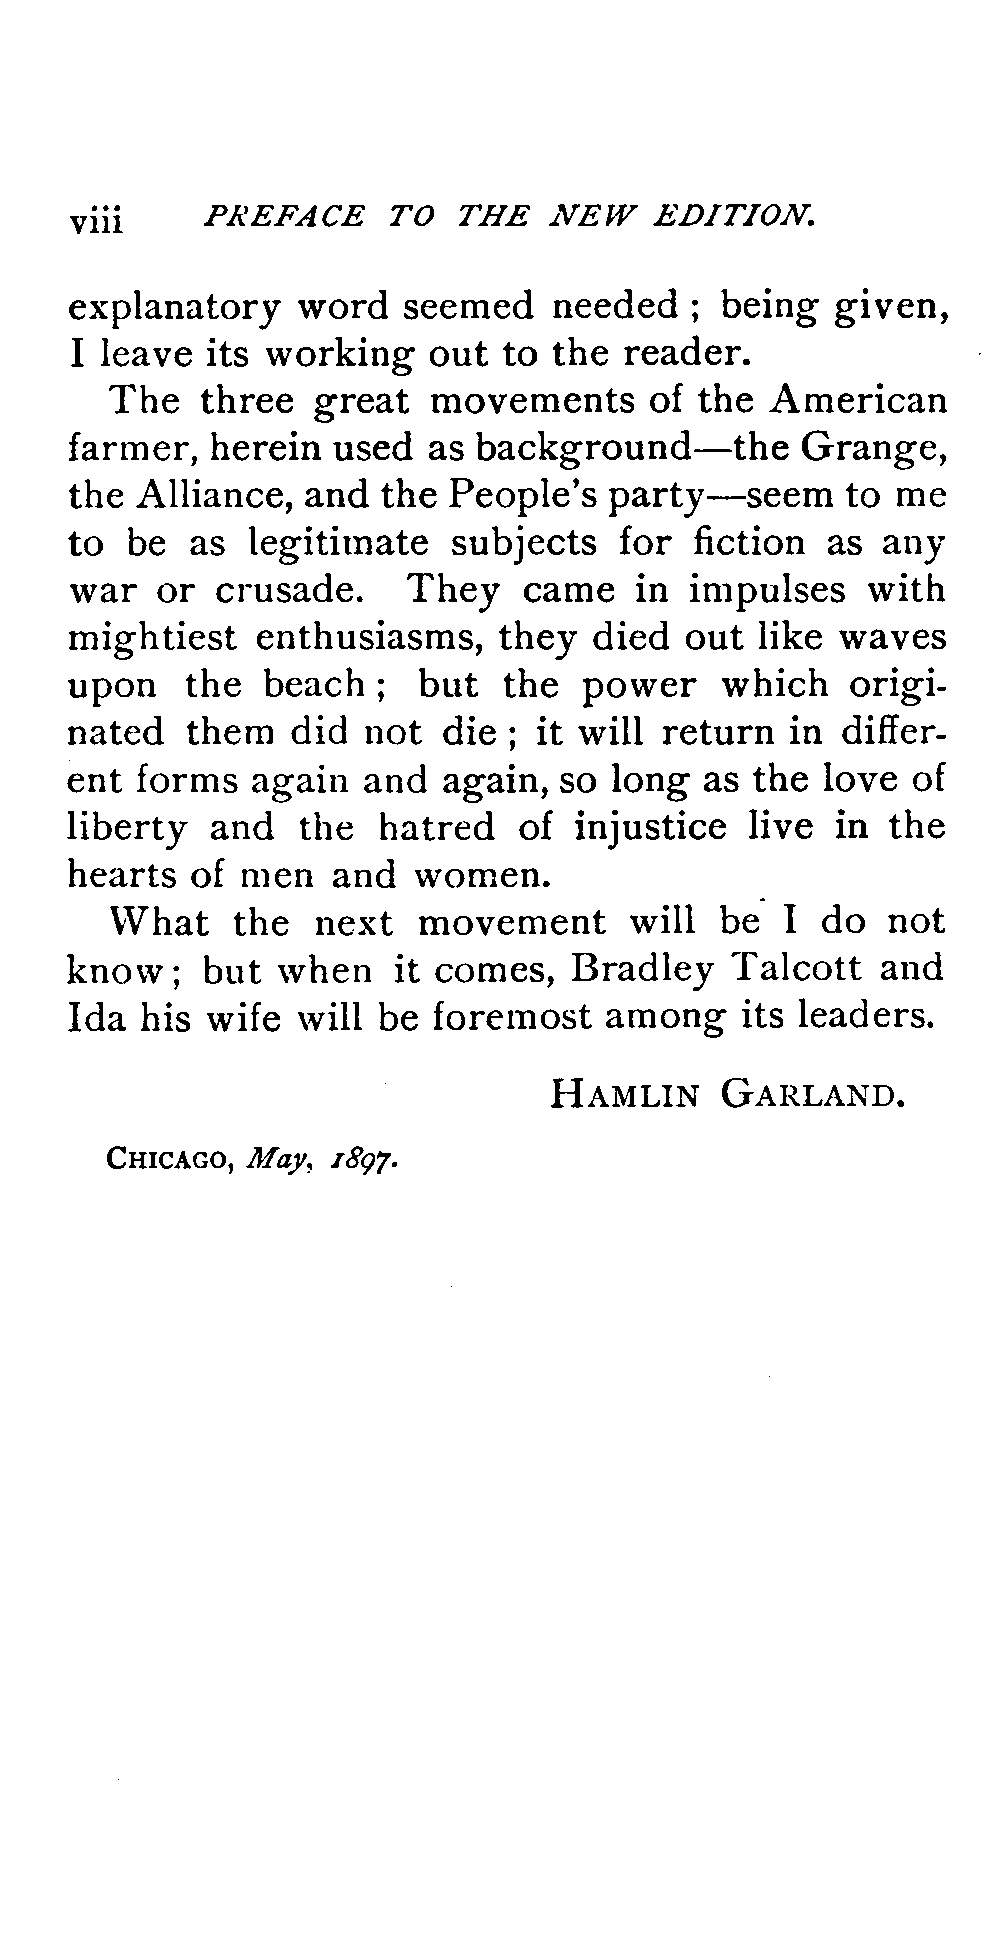 viii PREFACE TO THE NEW EDITION.
explanatory word seemed needed ; being given,
I leave its working out to the reader.
The three great movements of the American
farmer, herein used as background—the Grange,
the Alliance, and the People's party—seem to me
to be as legitimate subjects for fiction as any
war or crusade. They came in impulses with
mightiest enthusiasms, they died out like waves
upon the beach ; but the power which origi-
nated them did not die ; it will return in differ-
ent forms again and again, so long as the love of
liberty and the hatred of injustice live in the
hearts of men and women.
What the next movement will be I do not
know ; but when it comes, Bradley Talcott and
Ida his wife will be foremost among its leaders.
HAMLIN GARLAND.
CHICAGO, May, 1897.